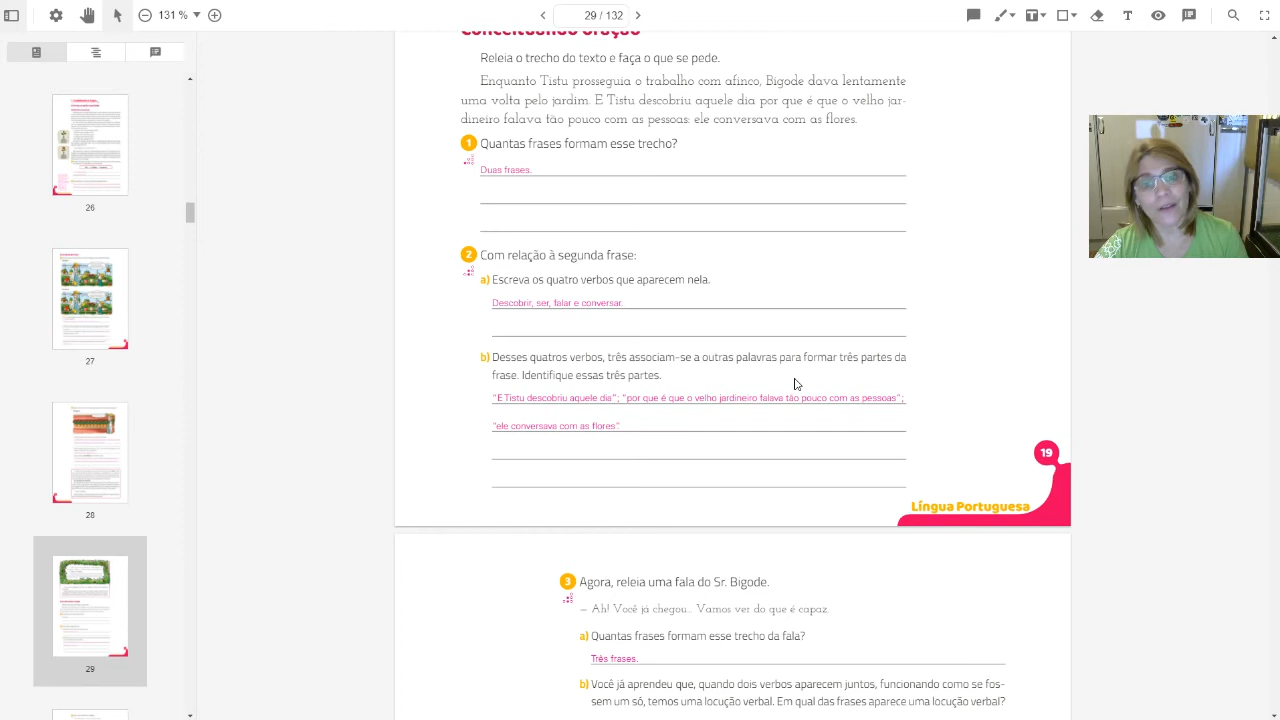 131 %
29 / 132
Conceituando oração
Releia o trecho do texto e faça o que se pede.
Enquanto Tistu prosseguia o trabalho com afinco, Bigode dava lentamente
uma volta pelo jardim. E Tistu descobriu aquele dia por que é que o velho jar-
dineiro falava tão pouco com as pessoas: ele conversava com as flores.
1 Quantas frases formam esse trecho?
Duas frases.
2 Com relação à segunda frase:
a) Escreva os quatro verbos que aparecem nela.
Descobrir, ser, falar e conversar.
b) Desses quatros verbos, três associam-se a outras palavras para formar três partes da
frase. Identifique essas três partes.
"E Tistu descobriu aquele dia"; "por que é que o velho jardineiro falava tão pouco com as pessoas";
"ele conversava com as flores".
19
Língua Portuguesa
3 Agora, releia uma fala do Sr. Bigode.
– Ah! Você já chegou... Vamos ver do que é capaz.
a) Quantas frases formam esse trecho?
Três frases.
b) Você já aprendeu que, quando dois verbos aparecem juntos, funcionando como se fos-
sem um só, temos uma locução verbal. Em qual das frases aparece uma locução verbal?
26
27
28
29